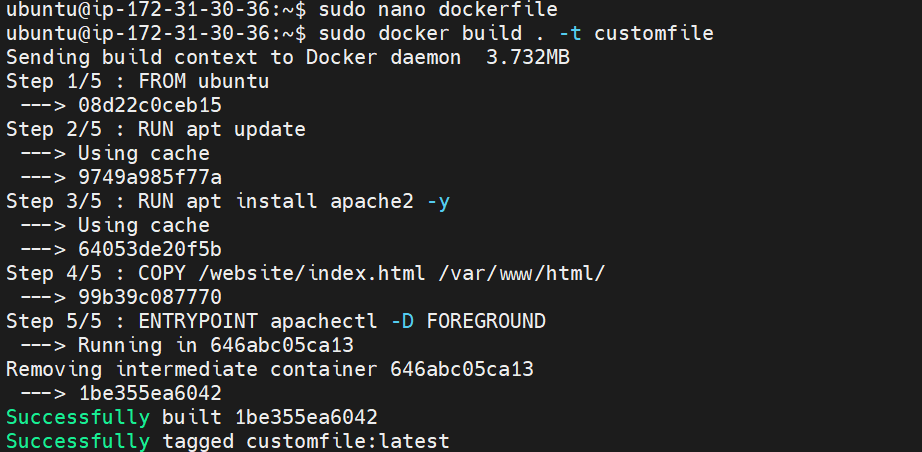 ubuntu@ip-172-31-30-36:~$ sudo nano dockerfile
ubuntu@ip-172-31-30-36:~$ sudo docker build . -t customfile
Sending build context to Docker daemon  3.732MB
Step 1/5 : FROM ubuntu
 ---> 08d22c0ceb15
Step 2/5 : RUN apt update
 ---> Using cache
 ---> 9749a985f77a
Step 3/5 : RUN apt install apache2 -y
 ---> Using cache
 ---> 64053de20f5b
Step 4/5 : COPY /website/index.html /var/www/html/
 ---> 99b39c087770
Step 5/5 : ENTRYPOINT apachectl -D FOREGROUND
 ---> Running in 646abc05ca13
Removing intermediate container 646abc05ca13
 ---> 1be355ea6042
Successfully built 1be355ea6042
Successfully tagged customfile:latest